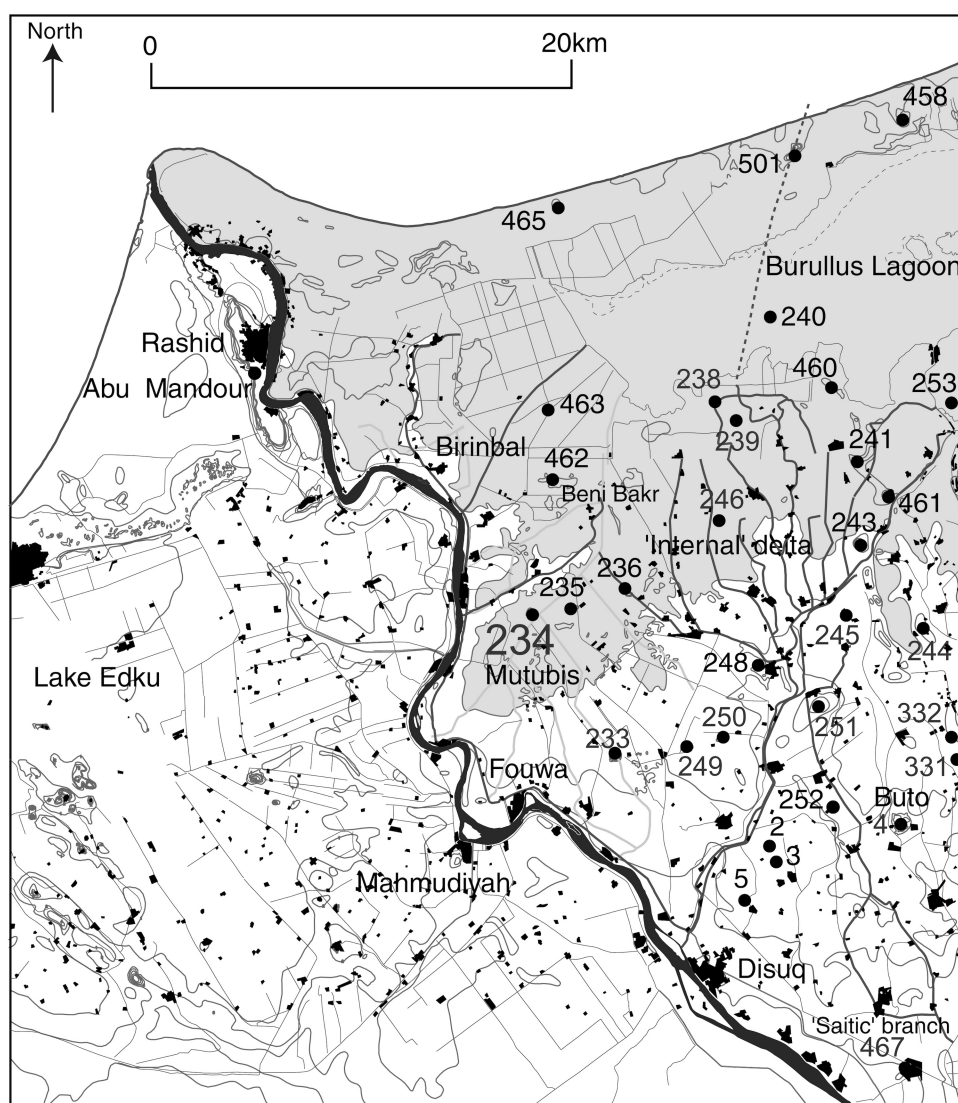 North
0
20km
458
501
465
Burullus Lagoon
240
Rashid
Abu Mandour
238
460
253
463
239
241
Birinbal
462
Beni Bakr
461
246
243
'Internal' delta
236
235
234
Mutubis
245
244
248
Lake Edku
250
251
332
233
249
331
Fouwa
252
Buto
4
2
3
Mahmudiyah
5
Disuq
'Saitic' branch
467